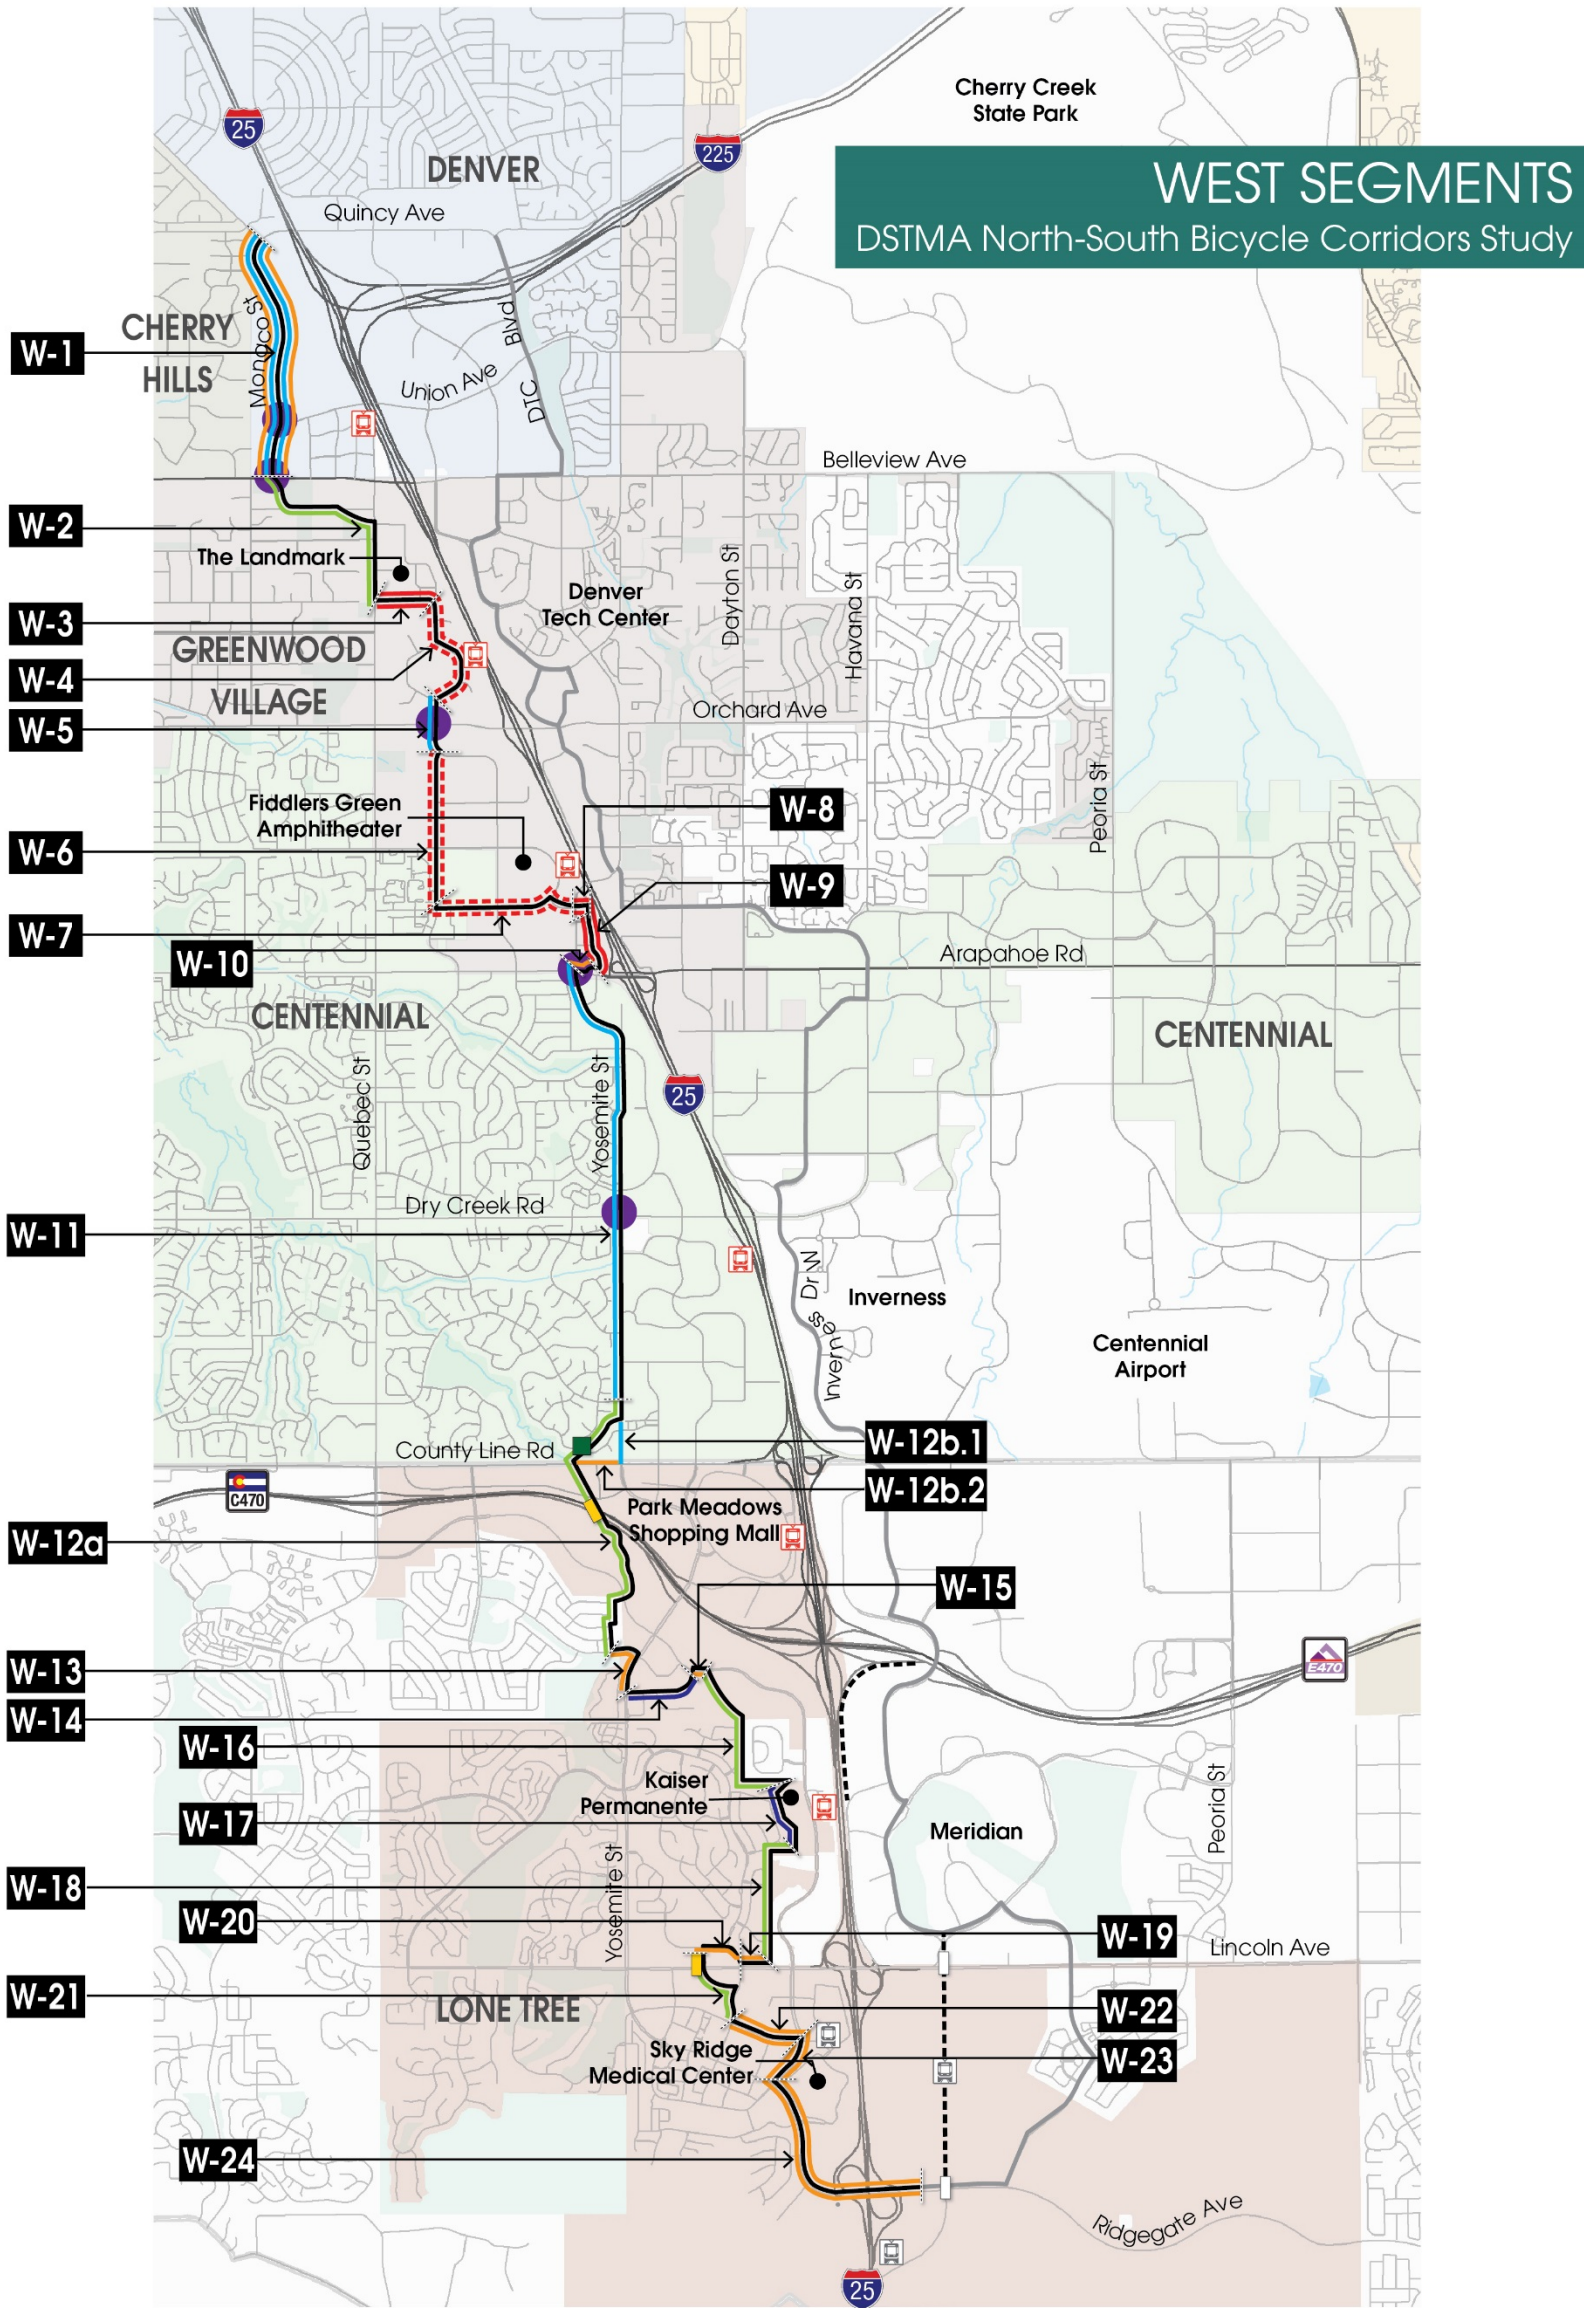 Cherry Creek
State Park
25
225
WEST SEGMENTS
DSTMA North-South Bicycle Corridors Study
DENVER
Quincy Ave
CHERRY
HILLS
W-1
Monaco St
Union Ave
DTC Blvd
Belleview Ave
W-2
The Landmark
Denver
Tech Center
Dayton St
Havana St
W-3
GREENWOOD
VILLAGE
W-4
W-5
Orchard Ave
Peoria St
Fiddlers Green
Amphitheater
W-8
W-6
W-9
W-7
W-10
Arapahoe Rd
CENTENNIAL
CENTENNIAL
Quebec St
Yosemite St
25
Dry Creek Rd
W-11
Inverness Dr W
Inverness
Centennial
Airport
County Line Rd
W-12b.1
W-12b.2
C470
Park Meadows
Shopping Mall
W-12a
W-15
W-13
E470
W-14
W-16
Kaiser
Permanente
Peoria St
W-17
Meridian
Yosemite St
W-18
W-20
W-19
Lincoln Ave
W-21
LONE TREE
W-22
Sky Ridge
Medical Center
W-23
W-24
Ridgegate Ave
25